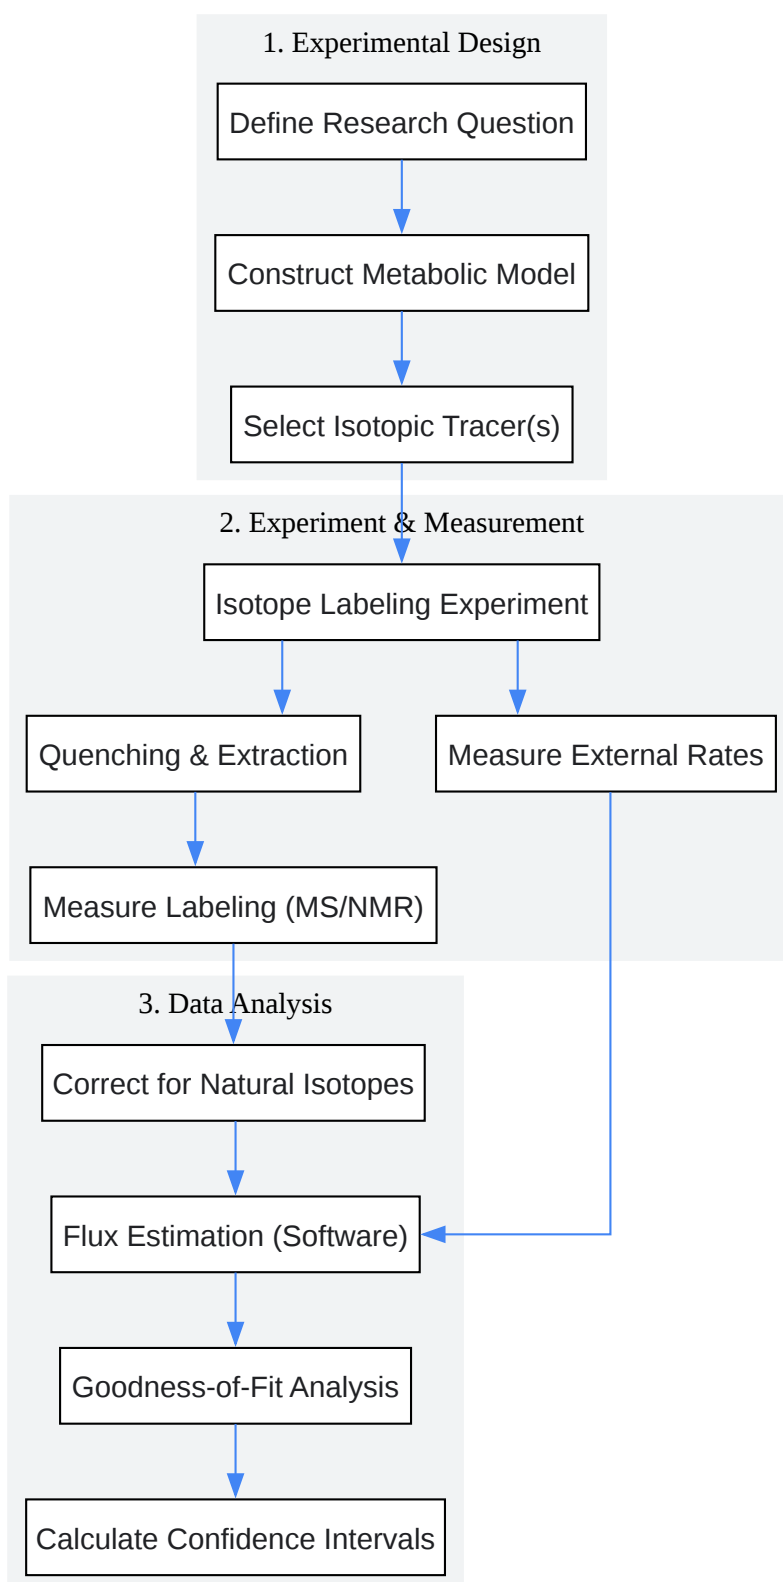 1. Experimental Design
Define Research Question
Construct Metabolic Model
Select Isotopic Tracer(s)
2. Experiment & Measurement
Isotope Labeling Experiment
Quenching & Extraction
Measure External Rates
Measure Labeling (MS/NMR)
3. Data Analysis
Correct for Natural Isotopes
Flux Estimation (Software)
Goodness-of-Fit Analysis
Calculate Confidence Intervals